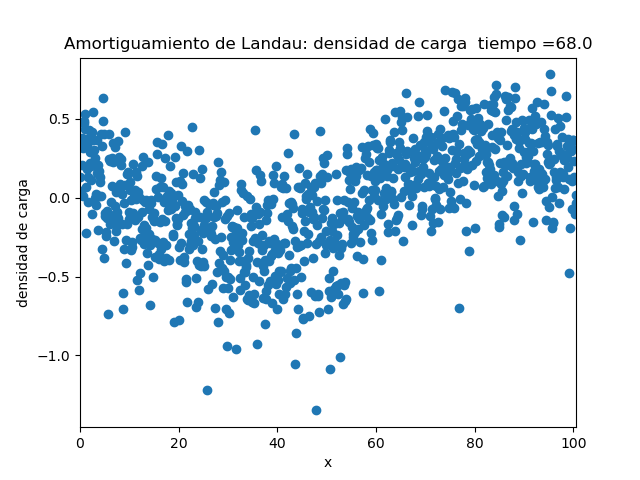 Amortiguamiento de Landau: densidad de carga  tiempo =68.0
densidad de carga
0.5
0.0
−0.5
−1.0
0 20 40 60 80 100
x